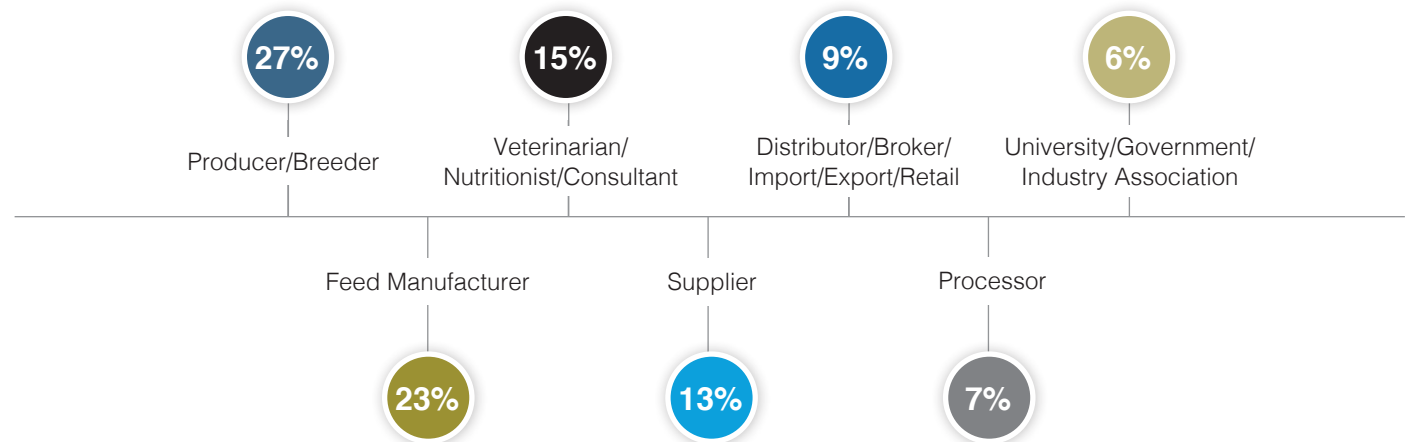 27%
15%
9%
6%
Producer/Breeder
Veterinarian/
Nutritionist/Consultant
Distributor/Broker/
Import/Export/Retail
University/Government/
Industry Association
Feed Manufacturer
Supplier
Processor
23%
13%
7%